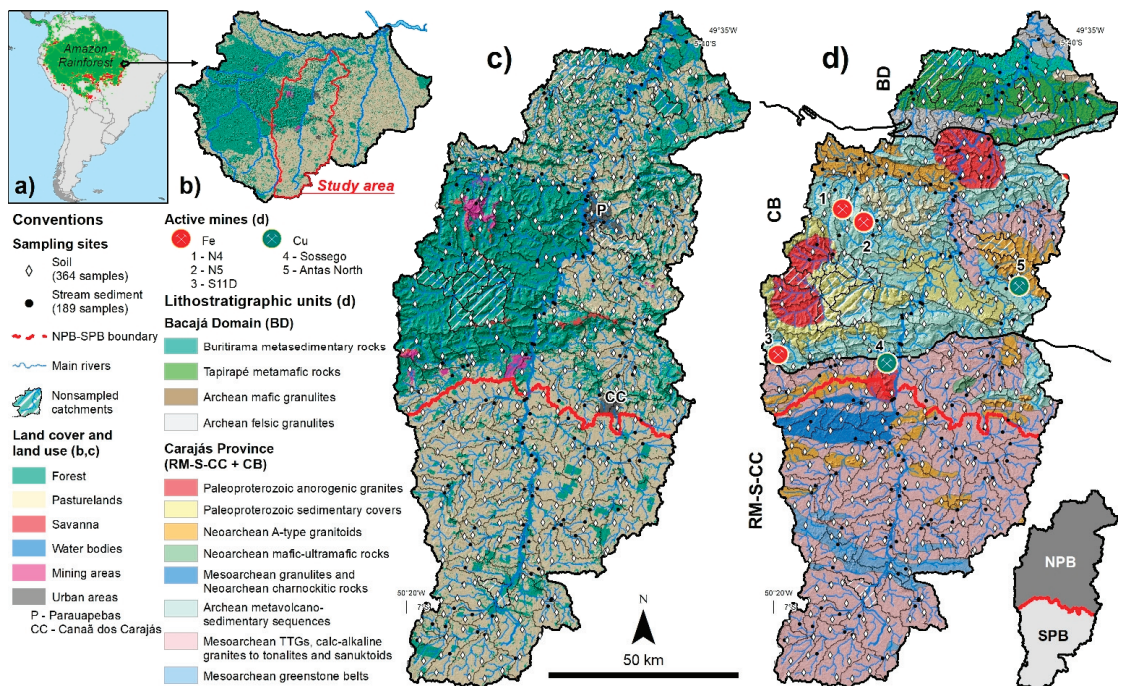 Amazon
Rainforest
a)
b)
Study area
c)
49°35'W
5°40'S
P
CC
50°20'W
N
50 km
d)
49°35'W
5°40'S
BD
CB
RM-S-CC
1
2
3
4
5
50°20'W
NPB
SPB
Conventions
Sampling sites
Soil
(364 samples)
Stream sediment
(189 samples)
NPB-SPB boundary
Main rivers
Nonsampled
catchments
Land cover and
land use (b,c)
Forest
Pasturelands
Savanna
Water bodies
Mining areas
Urban areas
P - Parauapebas
CC - Canaã dos Carajás
Active mines (d)
Fe
1 - N4
2 - N5
3 - S11D
Cu
4 - Sossego
5 - Antas North
Lithostratigraphic units (d)
Bacajá Domain (BD)
Buritirama metasedimentary rocks
Tapirapé metamafic rocks
Archean mafic granulites
Archean felsic granulites
Carajás Province
(RM-S-CC + CB)
Paleoproterozoic anorogenic granites
Paleoproterozoic sedimentary covers
Neoarchean A-type granitoids
Neoarchean mafic-ultramafic rocks
Mesoarchean granulites and
Neoarchean charnockitic rocks
Archean metavolcano-
sedimentary sequences
Mesoarchean TTGs, calc-alkaline
granites to tonalites and sanuktoids
Mesoarchean greenstone belts